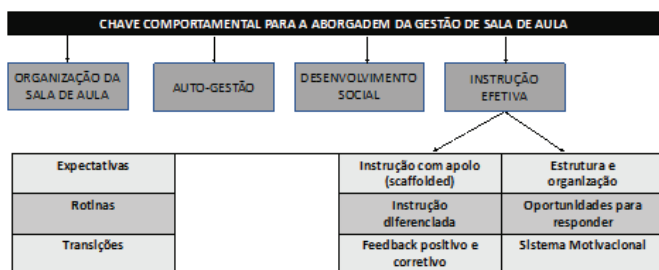 CHAVE COMPORTAMENTAL PARA A ABORGADEM DA GESTÃO DE SALA DE AULA
ORGANIZAÇÃO DA
SALA DE AULA
AUTO-GESTÃO
DESENVOLVIMENTO
SOCIAL
INSTRUÇÃO
EFETIVA
Expectativas
Instrução com apoio
(scaffolded)
Estrutura e
organização
Rotinas
Instrução
diferenciada
Oportunidades para
responder
Transições
Feedback positivo e
corretivo
Sistema Motivacional